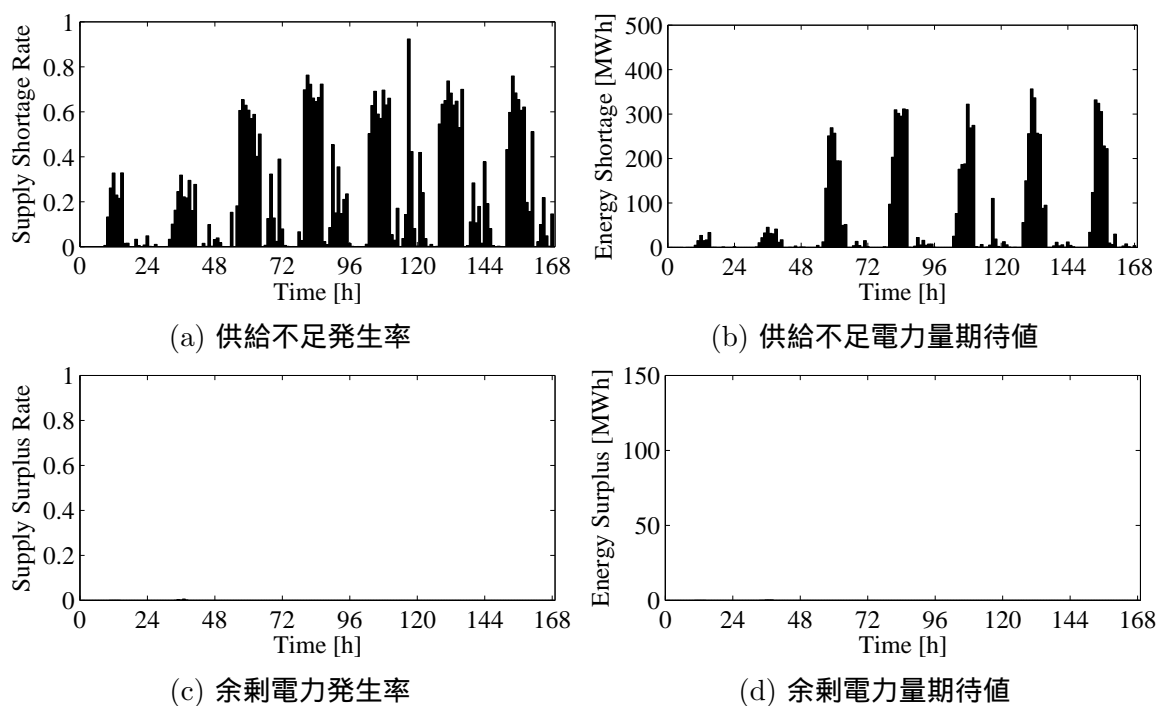 Supply Shortage Rate
1
0.8
0.6
0.4
0.2
0
0 24 48 72 96 120 144 168
Time [h]
(a) 供給不足発生率
Energy Shortage [MWh]
500
400
300
200
100
0
0 24 48 72 96 120 144 168
Time [h]
(b) 供給不足電力量期待値
Supply Surplus Rate
1
0.8
0.6
0.4
0.2
0
0 24 48 72 96 120 144 168
Time [h]
(c) 余剰電力発生率
Energy Surplus [MWh]
150
100
50
0
0 24 48 72 96 120 144 168
Time [h]
(d) 余剰電力量期待値